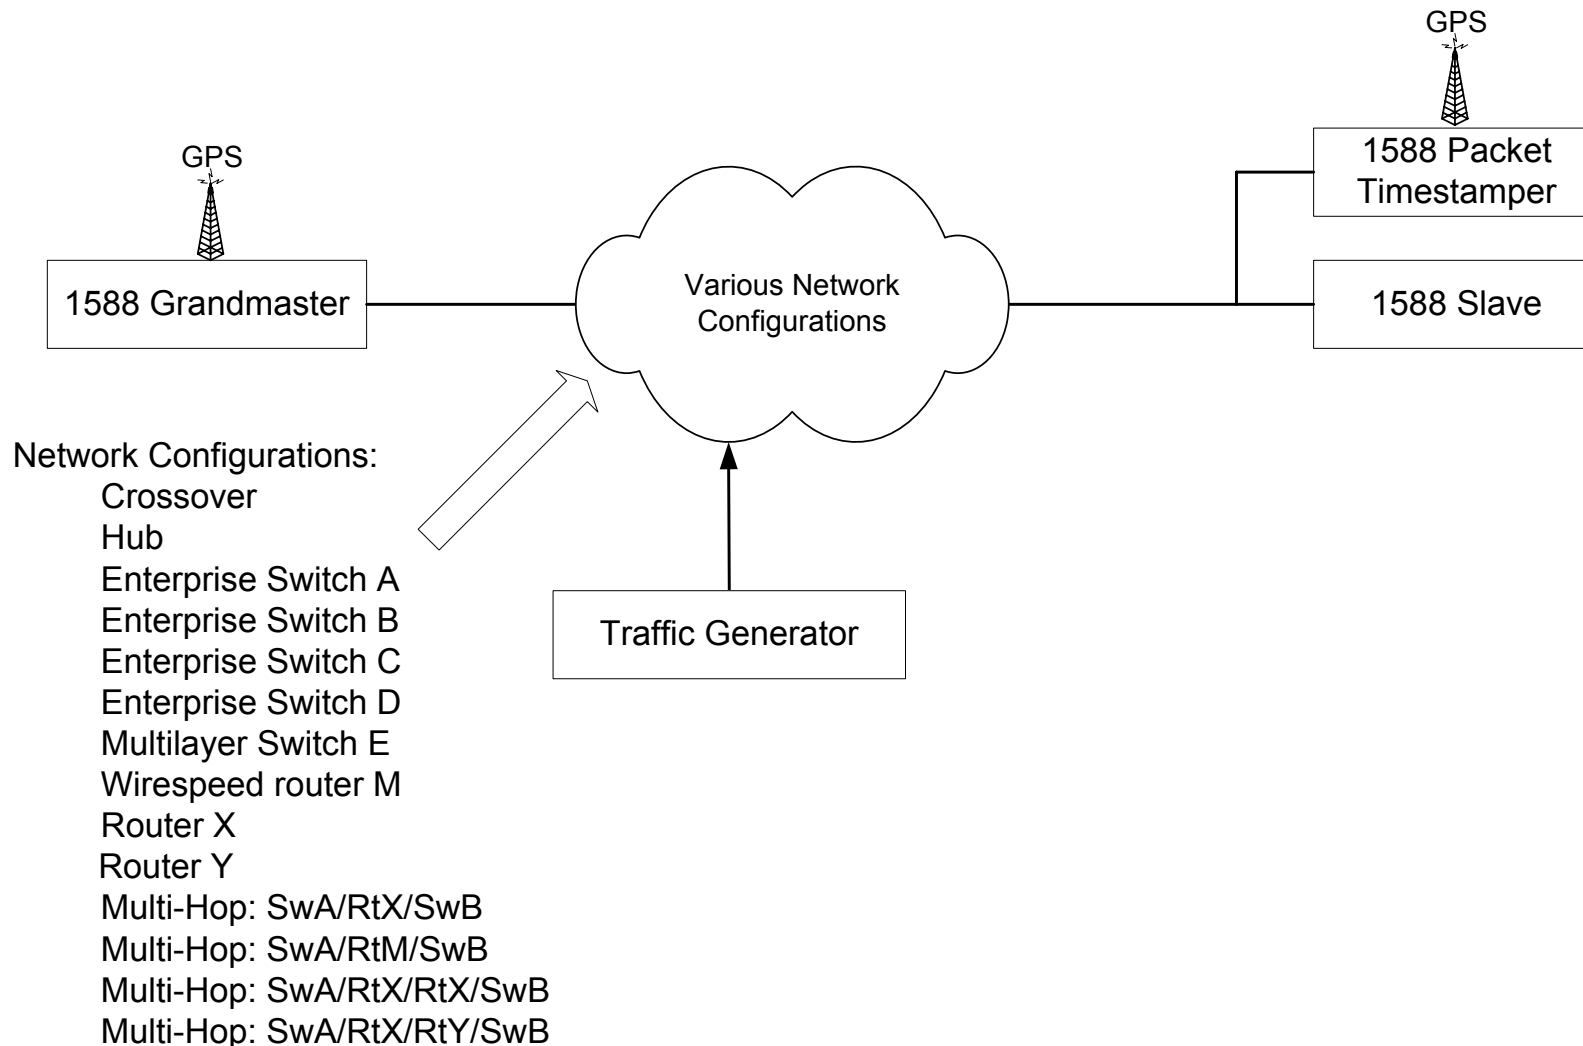 GPS
1588 Packet
Timestamper
GPS
1588 Grandmaster
Various Network
Configurations
1588 Slave
Network Configurations:
Crossover
Hub
Enterprise Switch A
Enterprise Switch B
Enterprise Switch C
Enterprise Switch D
Multilayer Switch E
Wirespeed router M
Router X
Router Y
Multi-Hop: SwA/RtX/SwB
Multi-Hop: SwA/RtM/SwB
Multi-Hop: SwA/RtX/RtX/SwB
Multi-Hop: SwA/RtX/RtY/SwB
Traffic Generator